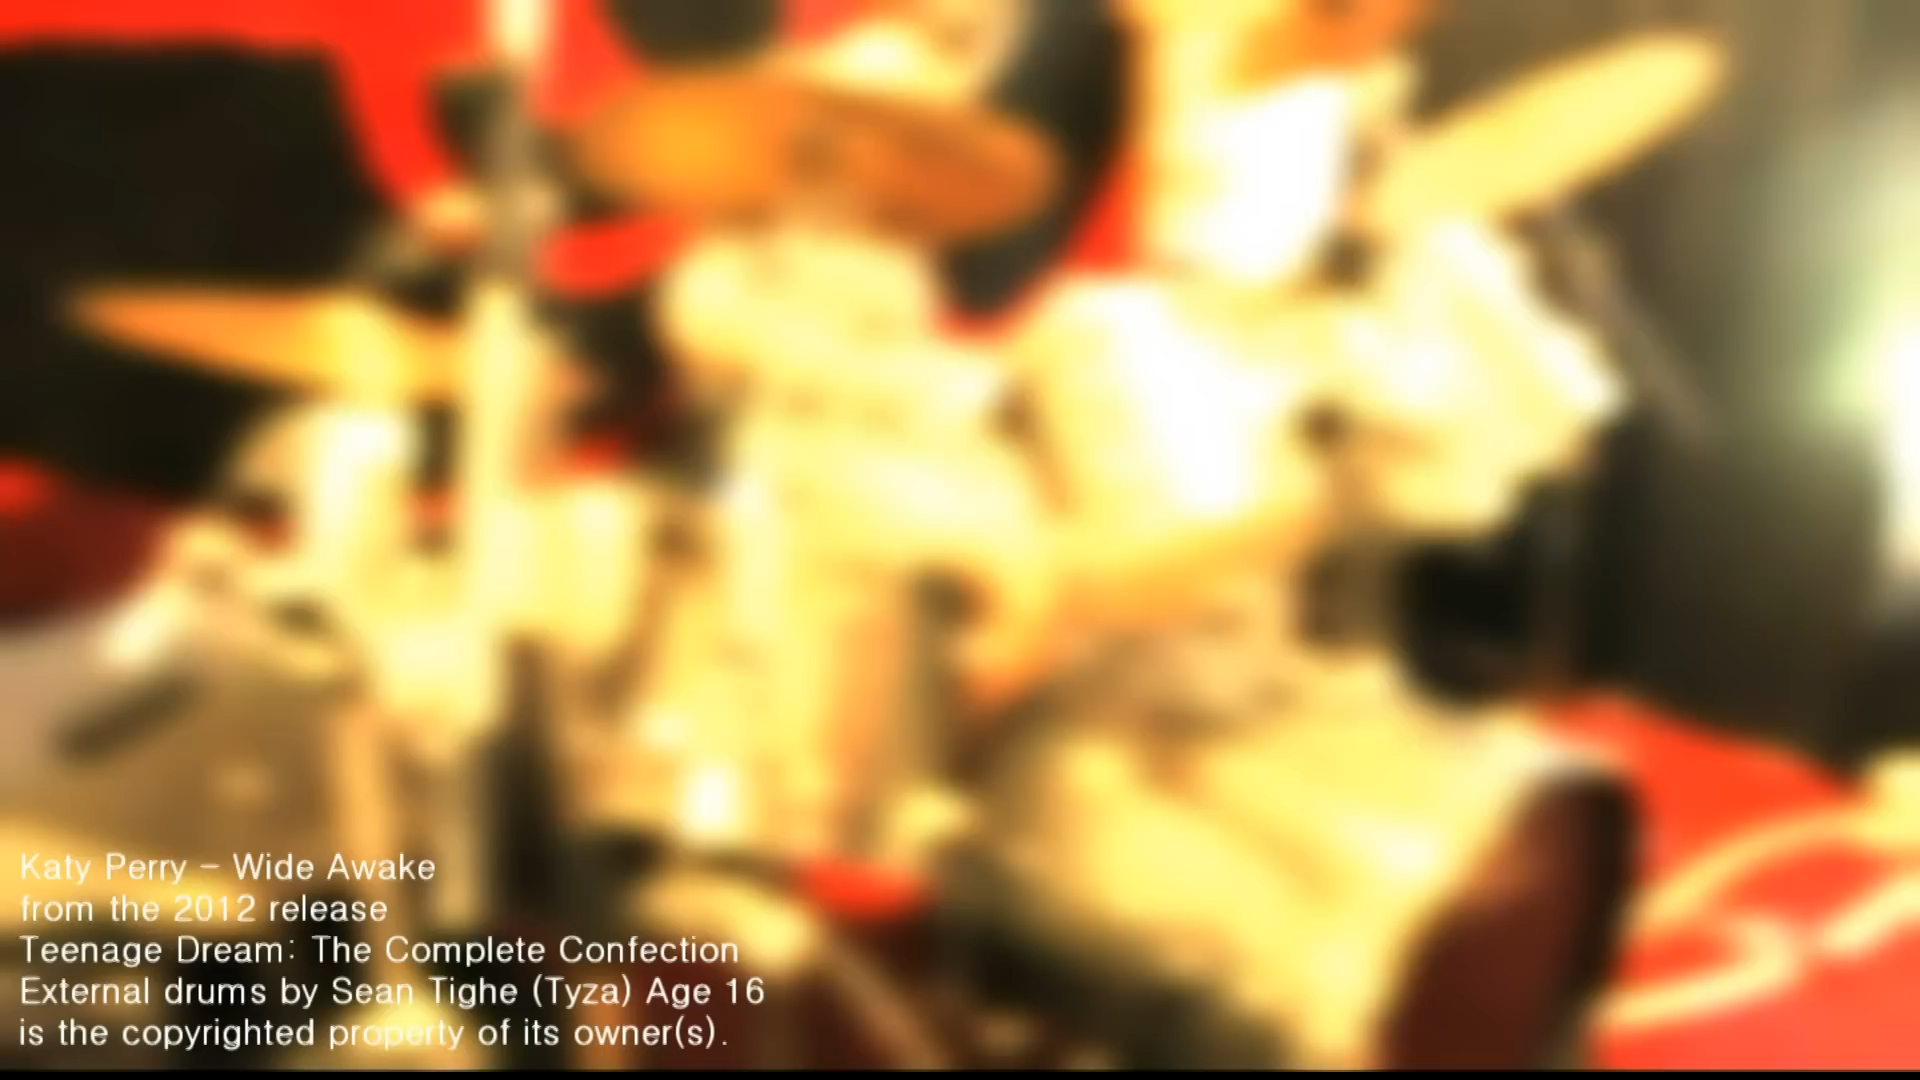 Katy Perry - Wide Awake
from the 2012 release
Teenage Dream: The Complete Confection
External drums by Sean Tighe (Tyza) Age 16
is the copyrighted property of its owner(s).